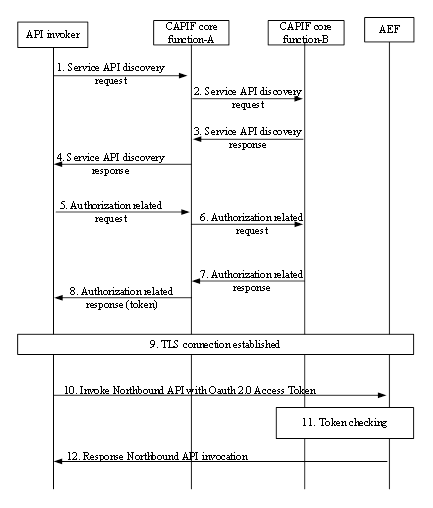 API invoker
CAPIF core
function-A
CAPIF core
function-B
AEF
1. Service API discovery
request
2. Service API discovery
request
3. Service API discovery
response
4. Service API discovery
response
5. Authorization related
request
6. Authorization related
request
7. Authorization related
response
8. Authorization related
response (token)
9. TLS connection established
10. Invoke Northbound API with Oauth 2.0 Access Token
11. Token checking
12. Response Northbound API invocation